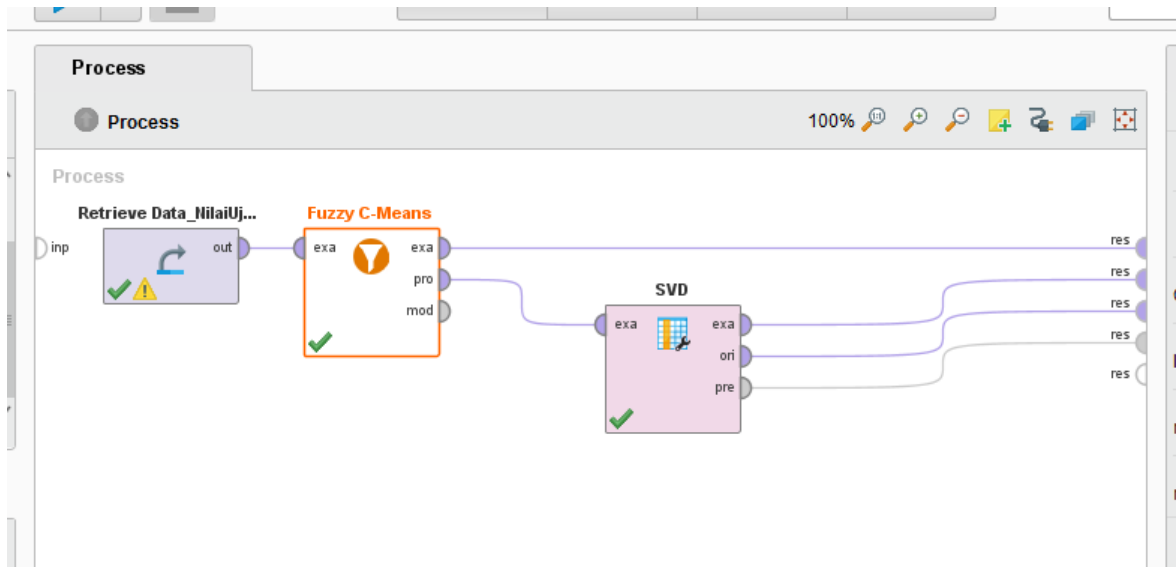 Process
Process
100%
Process
Retrieve Data_NilaiUj...
Fuzzy C-Means
inp
out
exa
exa
pro
mod
SVD
exa
exa
ori
pre
res
res
res
res
res